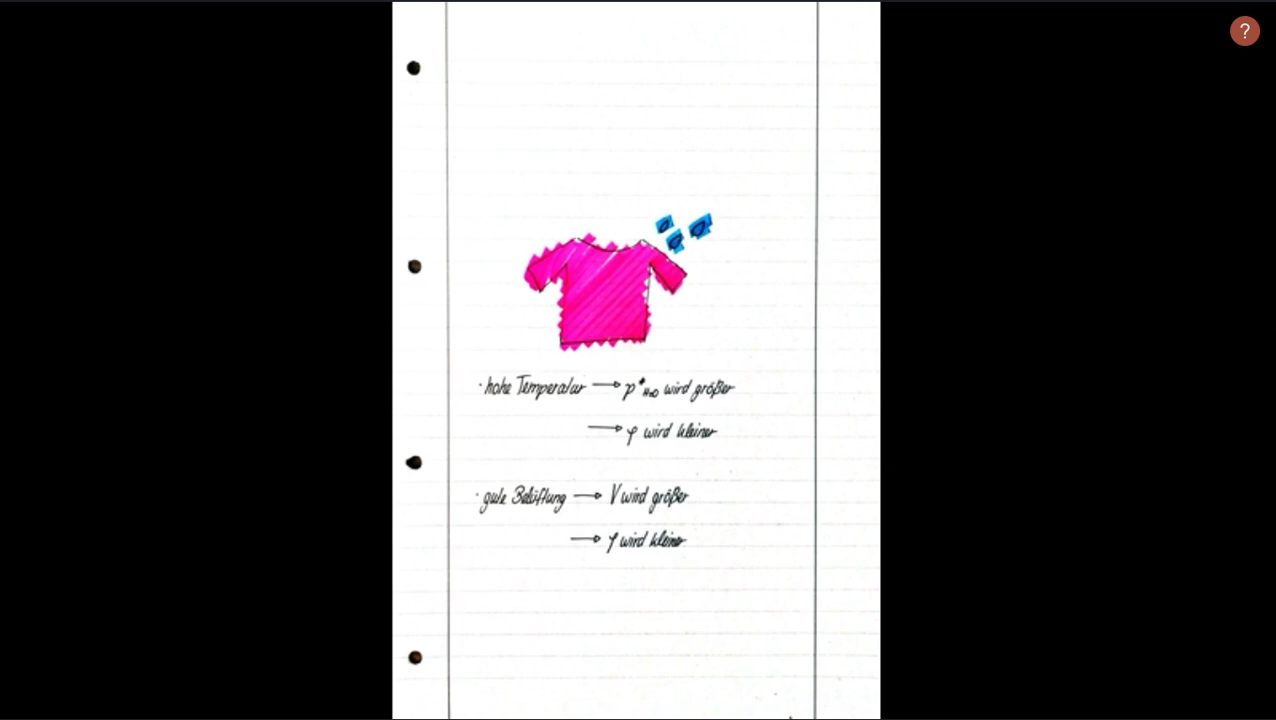 · hohe Temperatur → p*H₂O wird größer
→ φ wird kleiner
· gute Belüftung → V wird größer
→ φ wird kleiner
?